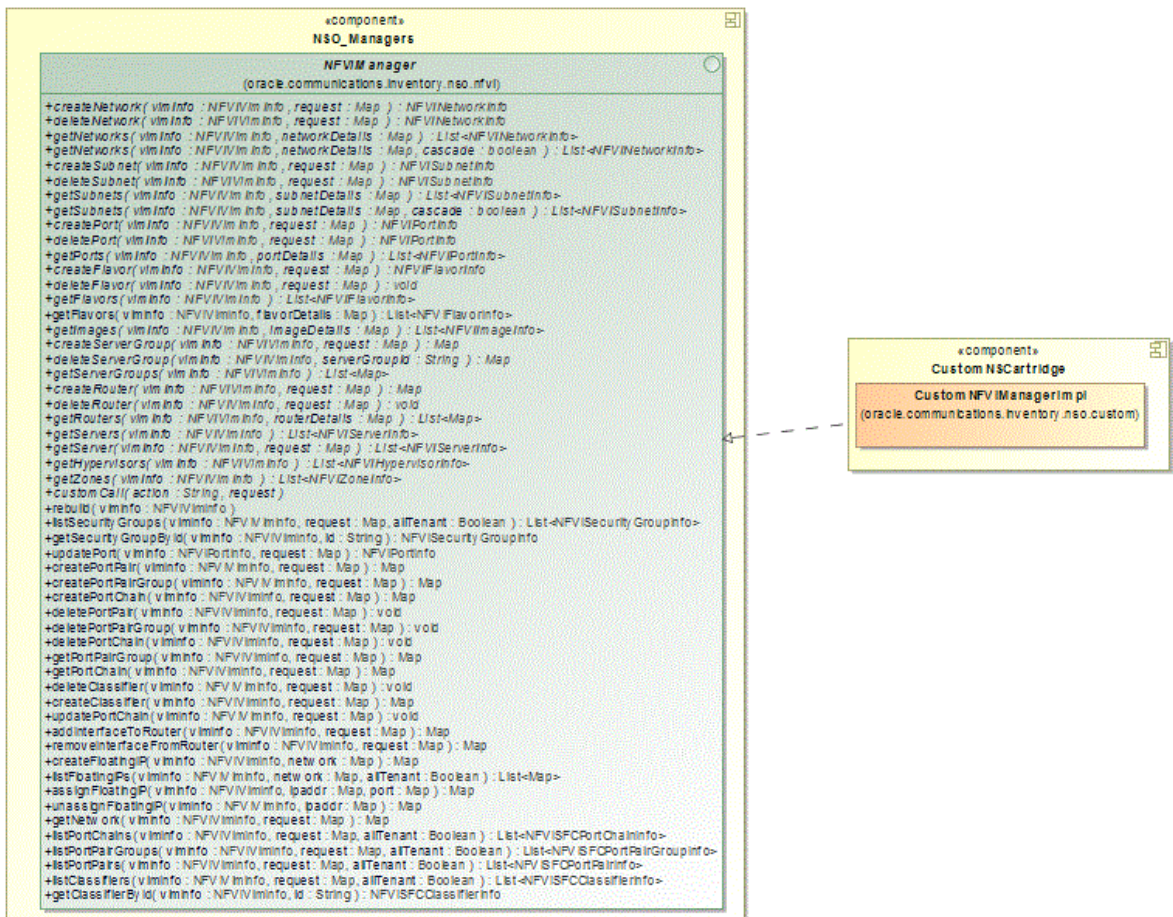 «component»
NSO_Managers
NFVIManager
(oracle.communications.inventory.nso.nfvi)
+createNetwork( vimInfo : NFVIVimInfo, request : Map ) : NFVINetworkInfo
+deleteNetwork( vimInfo : NFVIVimInfo, request : Map ) : NFVINetworkInfo
+getNetworks( vimInfo : NFVIVimInfo, networkDetails : Map ) : List<NFVINetworkInfo>
+getNetworks( vimInfo : NFVIVimInfo, networkDetails : Map, cascade : boolean ) : List<NFVINetworkInfo>
+createSubnet( vimInfo : NFVIVimInfo, request : Map ) : NFVISubnetInfo
+deleteSubnet( vimInfo : NFVIVimInfo, request : Map ) : NFVISubnetInfo
+getSubnets( vimInfo : NFVIVimInfo, subnetDetails : Map ) : List<NFVISubnetInfo>
+getSubnets( vimInfo : NFVIVimInfo, subnetDetails : Map, cascade : boolean ) : List<NFVISubnetInfo>
+createPort( vimInfo : NFVIVimInfo, request : Map ) : NFVIPortInfo
+deletePort( vimInfo : NFVIVimInfo, request : Map ) : NFVIPortInfo
+getPorts( vimInfo : NFVIVimInfo, portDetails : Map ) : List<NFVIPortInfo>
+createFlavor( vimInfo : NFVIVimInfo, request : Map ) : NFVIFlavorInfo
+deleteFlavor( vimInfo : NFVIVimInfo, request : Map ) : void
+getFlavors( vimInfo : NFVIVimInfo ) : List<NFVIFlavorInfo>
+getFlavors( viminfo : NFVIViminfo, flavorDetails : Map ) : List<NFVIFlavorInfo>
+getImages( vimInfo : NFVIVimInfo, imageDetails : Map ) : List<NFVIImageInfo>
+createServerGroup( vimInfo : NFVIVimInfo, request : Map ) : Map
+deleteServerGroup( vimInfo : NFVIVimInfo, serverGroupId : String ) : Map
+getServerGroups( vimInfo : NFVIVimInfo ) : List<Map>
+createRouter( vimInfo : NFVIVimInfo, request : Map ) : Map
+deleteRouter( vimInfo : NFVIVimInfo, request : Map ) : void
+getRouters( vimInfo : NFVIVimInfo, routerDetails : Map ) : List<Map>
+getServers( vimInfo : NFVIVimInfo ) : List<NFVIServerInfo>
+getServer( vimInfo : NFVIVimInfo, request : Map ) : List<NFVIServerInfo>
+getHypervisors( vimInfo : NFVIVimInfo ) : List<NFVIHypervisorInfo>
+getZones( vimInfo : NFVIVimInfo ) : List<NFVIZoneInfo>
+customCall( action : String, request )
+rebuild( viminfo : NFVIViminfo )
+listSecurityGroups( viminfo : NFVIViminfo, request : Map, allTenant : Boolean ) : List<NFVISecurityGroupInfo>
+getSecurityGroupById( viminfo : NFVIViminfo, id : String ) : NFVISecurityGroupInfo
+updatePort( viminfo : NFVIPortInfo, request : Map ) : NFVIPortInfo
+createPortPair( viminfo : NFVIViminfo, request : Map ) : Map
+createPortPairGroup( viminfo : NFVIViminfo, request : Map ) : Map
+createPortChain( viminfo : NFVIViminfo, request : Map ) : Map
+deletePortPair( viminfo : NFVIViminfo, request : Map ) : void
+deletePortPairGroup( viminfo : NFVIViminfo, request : Map ) : void
+deletePortChain( viminfo : NFVIViminfo, request : Map ) : void
+getPortPairGroup( viminfo : NFVIViminfo, request : Map ) : Map
+getPortChain( viminfo : NFVIViminfo, request : Map ) : Map
+deleteClassifier( viminfo : NFVIViminfo, request : Map ) : void
+createClassifier( viminfo : NFVIViminfo, request : Map ) : Map
+updatePortChain( viminfo : NFVIViminfo, request : Map ) : void
+addInterfaceToRouter( viminfo : NFVIViminfo, request : Map ) : Map
+removeInterfaceFromRouter( viminfo : NFVIViminfo, request : Map ) : Map
+createFloatingIP( viminfo : NFVIViminfo, network : Map ) : Map
+listFloatingIPs( viminfo : NFVIViminfo, network : Map, allTenant : Boolean ) : List<Map>
+assignFloatingIP( viminfo : NFVIViminfo, ipaddr : Map, port : Map ) : Map
+unassignFloatingIP( viminfo : NFVIViminfo, ipaddr : Map ) : Map
+getNetwork( viminfo : NFVIViminfo, request : Map ) : Map
+listPortChains( viminfo : NFVIViminfo, request : Map, allTenant : Boolean ) : List<NFVISFCPortChainInfo>
+listPortPairGroups( viminfo : NFVIViminfo, request : Map, allTenant : Boolean ) : List<NFVISFCPortPairGroupInfo>
+listPortPairs( viminfo : NFVIViminfo, request : Map, allTenant : Boolean ) : List<NFVISFCPortPairInfo>
+listClassifiers( viminfo : NFVIViminfo, request : Map, allTenant : Boolean ) : List<NFVISFCClassifierInfo>
+getClassifierById( viminfo : NFVIViminfo, id : String ) : NFVISFCClassifierInfo
«component»
Custom NSCartridge
Custom NFVIManagerImpl
(oracle.communications.inventory.nso.custom)